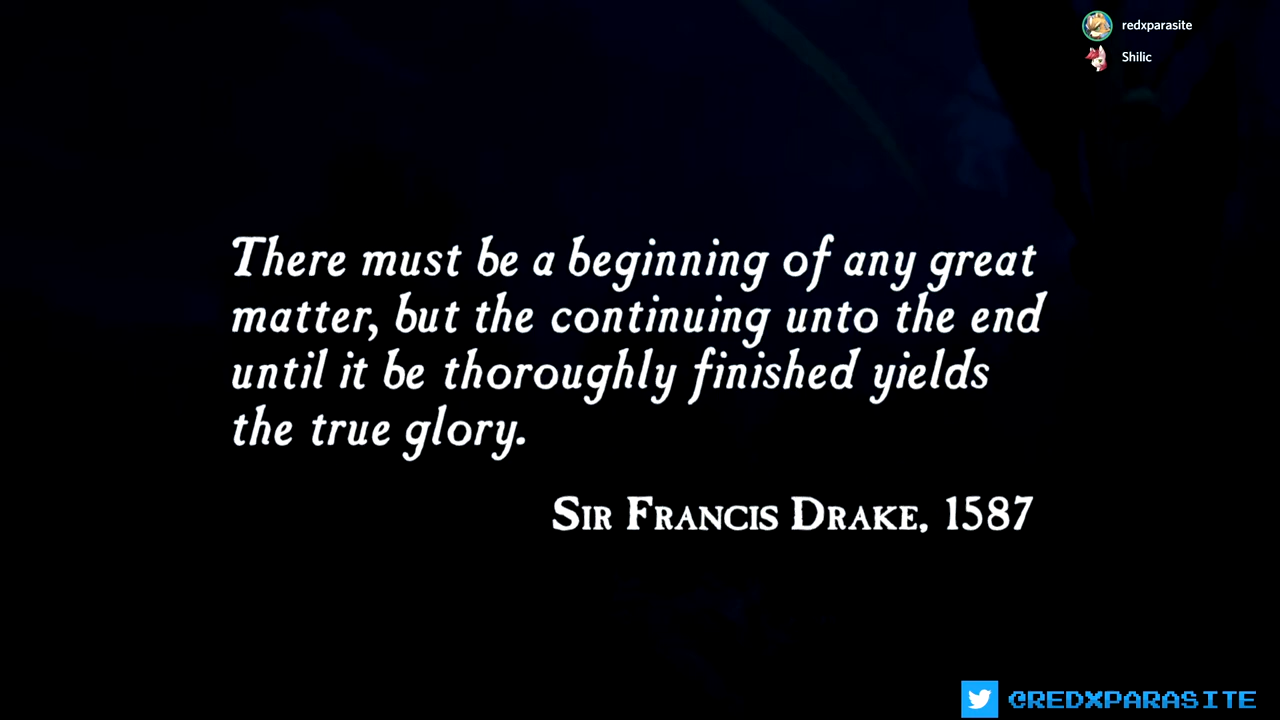 redxparasite
Shilic
There must be a beginning of any great
matter, but the continuing unto the end
until it be thoroughly finished yields
the true glory.
Sir Francis Drake, 1587
@REDXPARASITE